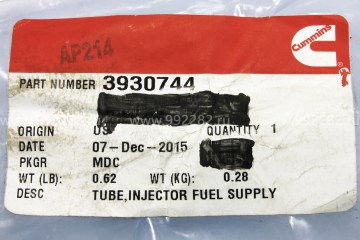 Cummins
AP214
PART NUMBER 3930744
www.992282.ru
ORIGIN US QUANTITY 1
DATE 07-Dec-2015
PKGR MDC
WT (LB): 0.62 WT (KG): 0.28
DESC TUBE,INJECTOR FUEL SUPPLY